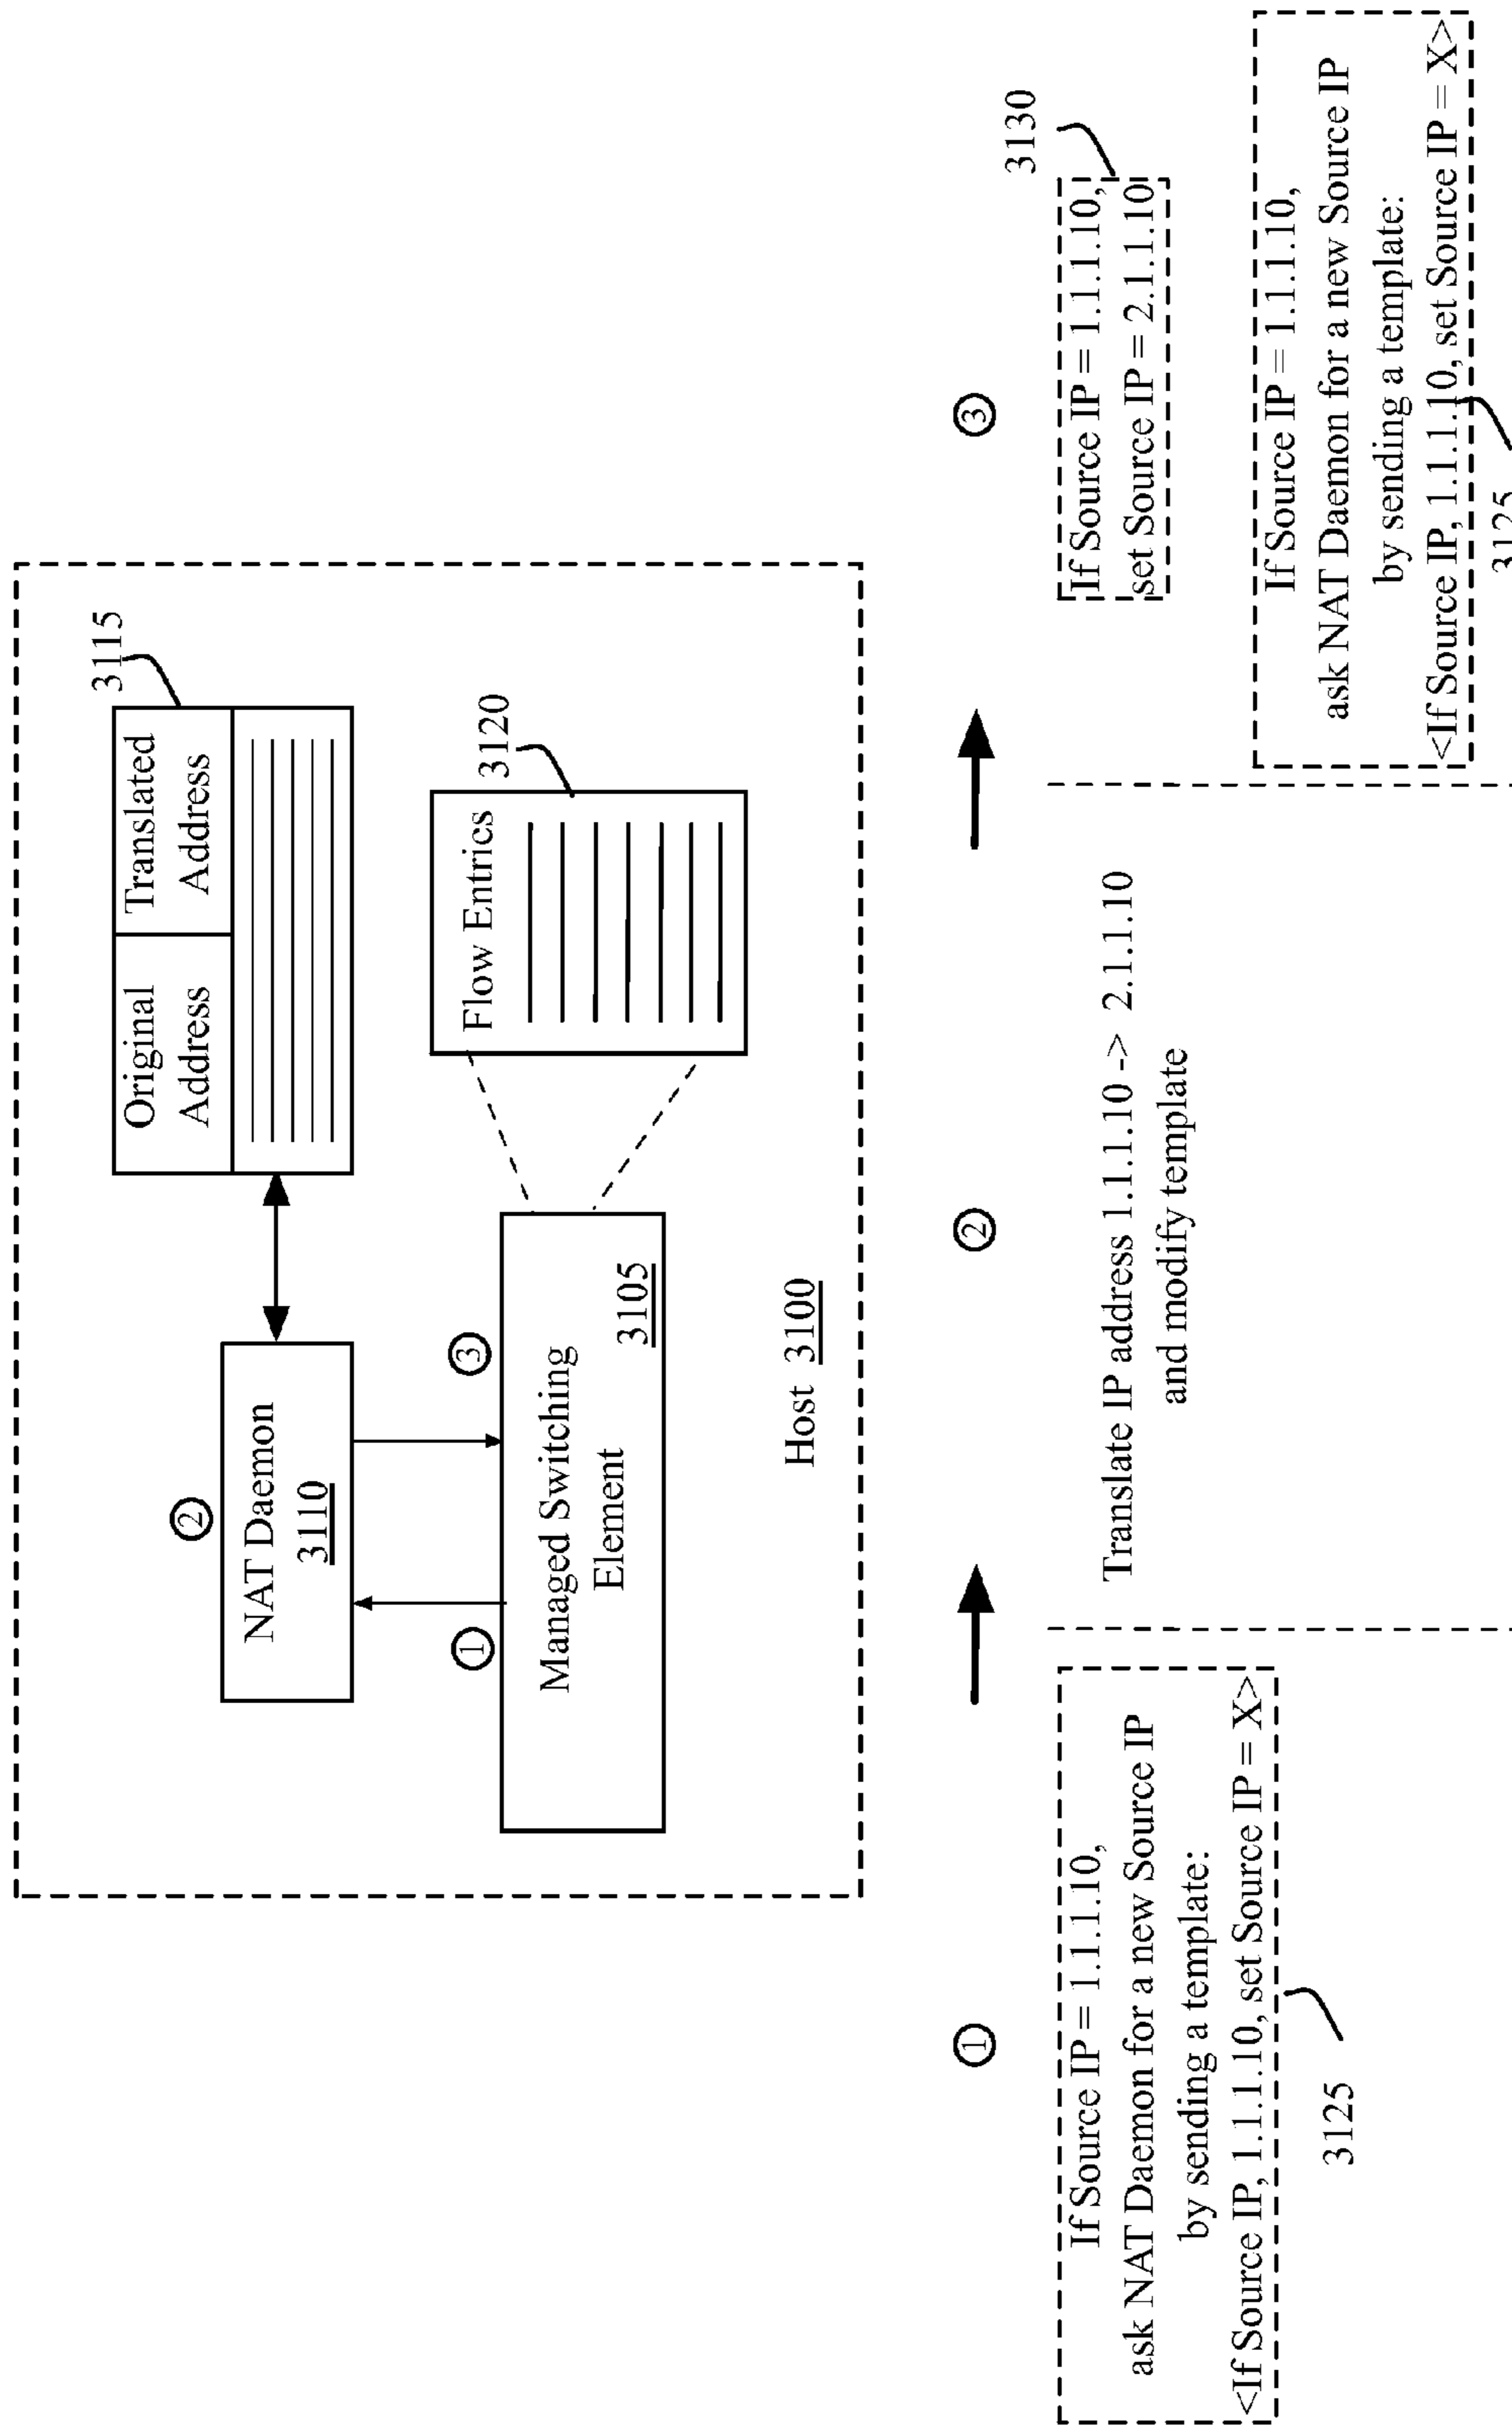 3115
Original
Address
Translated
Address
②
NAT Daemon
3110
3120
Flow Entrics
①
③
Managed Switching
Element
3105
Host 3100
①
②
③
If Source IP = 1.1.1.10,
ask NAT Daemon for a new Source IP
by sending a template:
<If Source IP, 1.1.1.10, set Source IP = X>
3125
Translate IP address 1.1.1.10 -> 2.1.1.10
and modify template
3130
If Source IP = 1.1.1.10,
set Source IP = 2.1.1.10
If Source IP = 1.1.1.10,
ask NAT Daemon for a new Source IP
by sending a template:
<If Source IP, 1.1.1.10, set Source IP = X>
3125